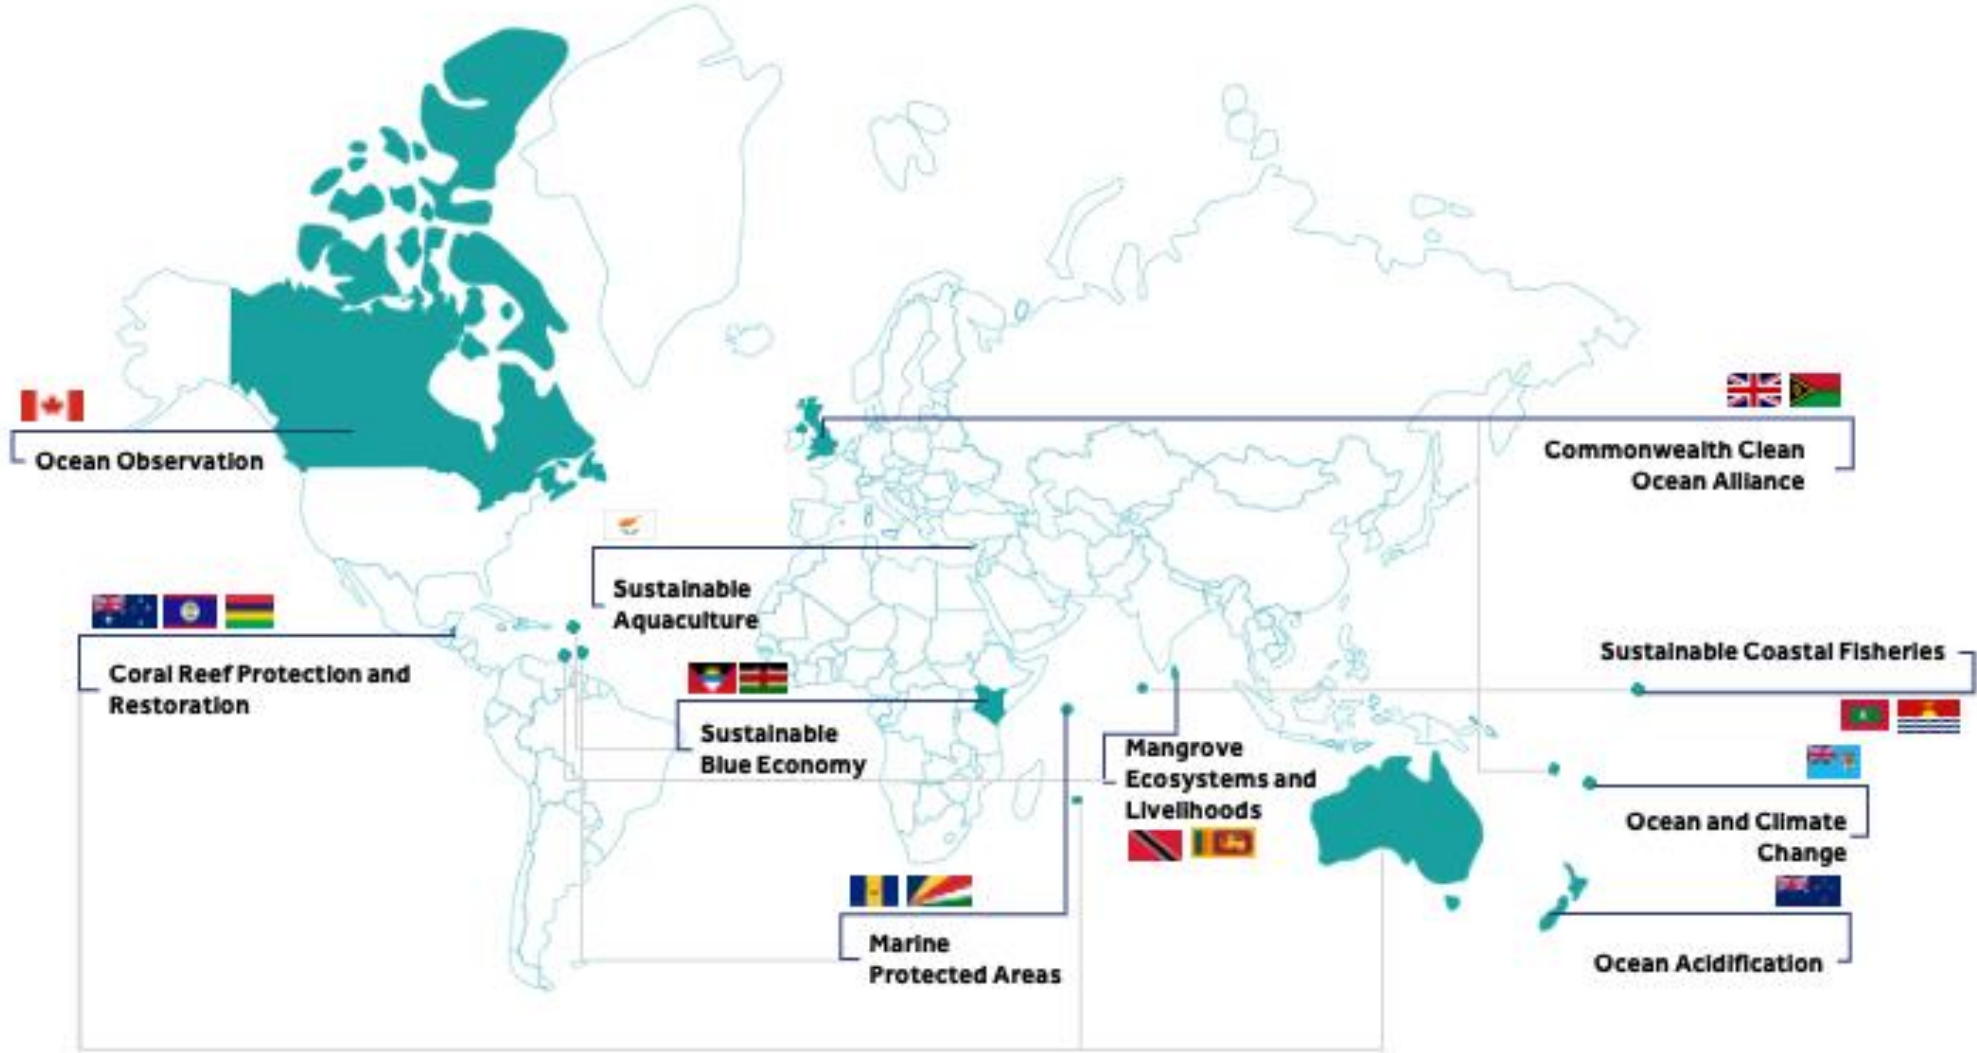 Ocean Observation
Commonwealth Clean
Ocean Alliance
Sustainable
Aquaculture
Coral Reef Protection and
Restoration
Sustainable Coastal Fisheries
Sustainable
Blue Economy
Mangrove
Ecosystems and
Livelihoods
Ocean and Climate
Change
Marine
Protected Areas
Ocean Acidification